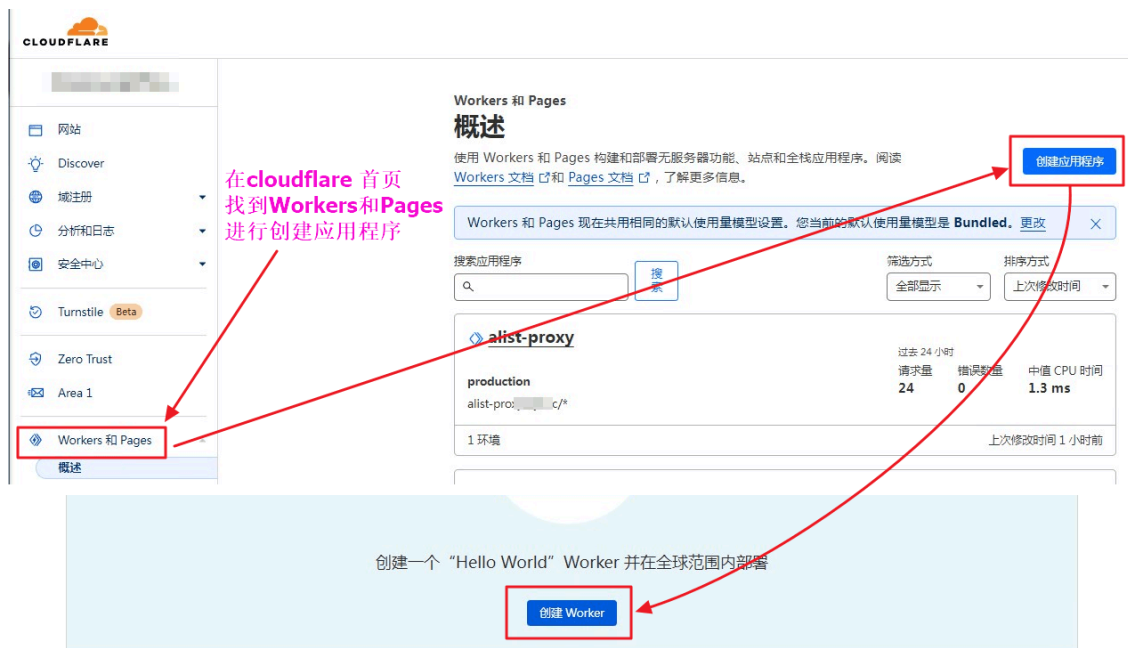 CLOUDFLARE
网站
Discover
域注册
分析和日志
安全中心
Turnstile Beta
Zero Trust
Area 1
Workers 和 Pages
概述
在cloudflare 首页
找到Workers和Pages
进行创建应用程序
Workers 和 Pages
概述
使用 Workers 和 Pages 构建和部署无服务器功能、站点和全栈应用程序。阅读
Workers 文档 和 Pages 文档 ，了解更多信息。
创建应用程序
Workers 和 Pages 现在共用相同的默认使用量模型设置。您当前的默认使用量模型是 Bundled。更改
搜索应用程序
搜
索
筛选方式
全部显示
排序方式
上次修改时间
alist-proxy
过去 24 小时
请求量 错误数量 中值 CPU 时间
24 0 1.3 ms
production
alist-pro c/*
1 环境
上次修改时间 1 小时前
创建一个“Hello World”Worker 并在全球范围内部署
创建 Worker